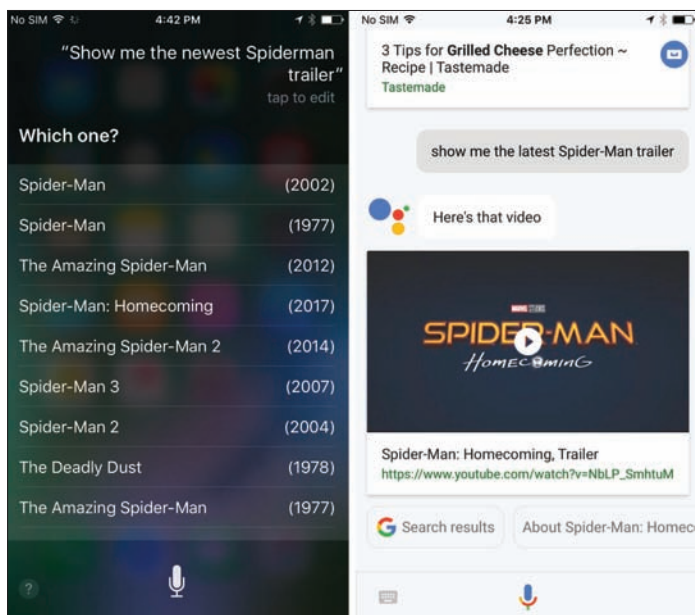 No SIM 4:42 PM
“Show me the newest Spiderman
trailer”
tap to edit
Which one?
Spider-Man (2002)
Spider-Man (1977)
The Amazing Spider-Man (2012)
Spider-Man: Homecoming (2017)
The Amazing Spider-Man 2 (2014)
Spider-Man 3 (2007)
Spider-Man 2 (2004)
The Deadly Dust (1978)
The Amazing Spider-Man (1977)
?
No SIM 4:25 PM
3 Tips for Grilled Cheese Perfection ~
Recipe | Tastemade
Tastemade
show me the latest Spider-Man trailer
Here's that video
MARVEL STUDIOS
SPIDER-MAN
HOMECOMING
Spider-Man: Homecoming, Trailer
https://www.youtube.com/watch?v=NbLP_SmhtuM
G Search results About Spider-Man: Homec